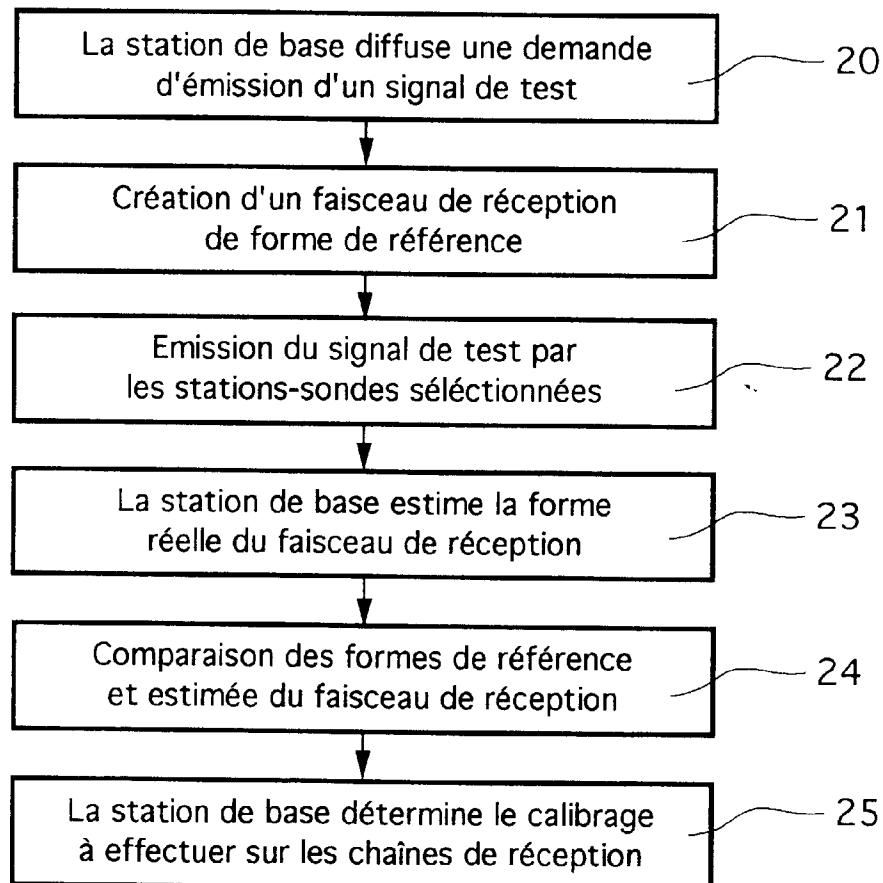 La station de base diffuse une demande
d'émission d'un signal de test
20
Création d'un faisceau de réception
de forme de référence
21
Emission du signal de test par
les stations-sondes séléctionnées
22
La station de base estime la forme
réelle du faisceau de réception
23
Comparaison des formes de référence
et estimée du faisceau de réception
24
La station de base détermine le calibrage
à effectuer sur les chaînes de réception
25